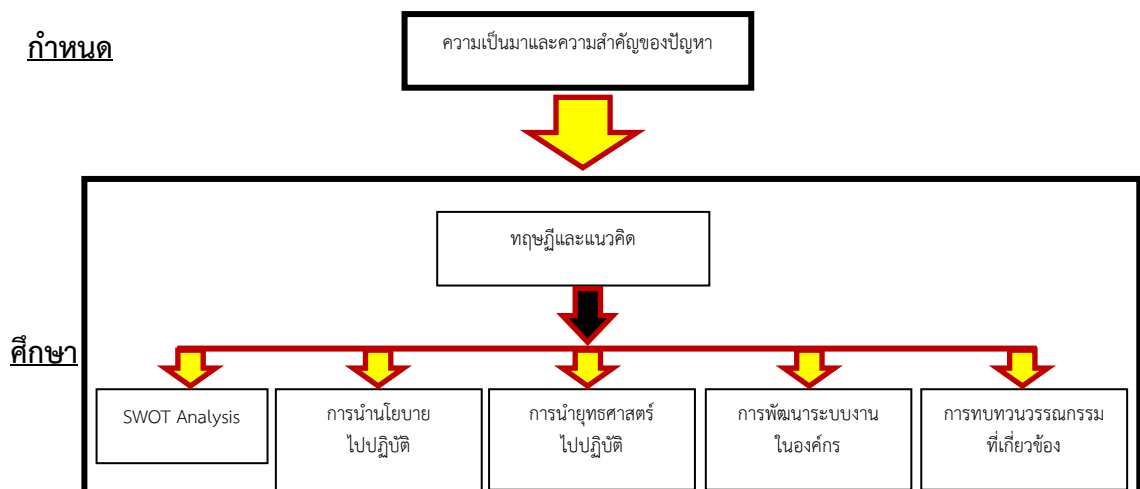 กำหนด
ความเป็นมาและความสำคัญของปัญหา
ทฤษฏีและแนวคิด
ศึกษา
SWOT Analysis
การนำนโยบาย
ไปปฏิบัติ
การนำยุทธศาสตร์
ไปปฏิบัติ
การพัฒนาระบบงาน
ในองค์กร
การทบทวนวรรณกรรม
ที่เกี่ยวข้อง